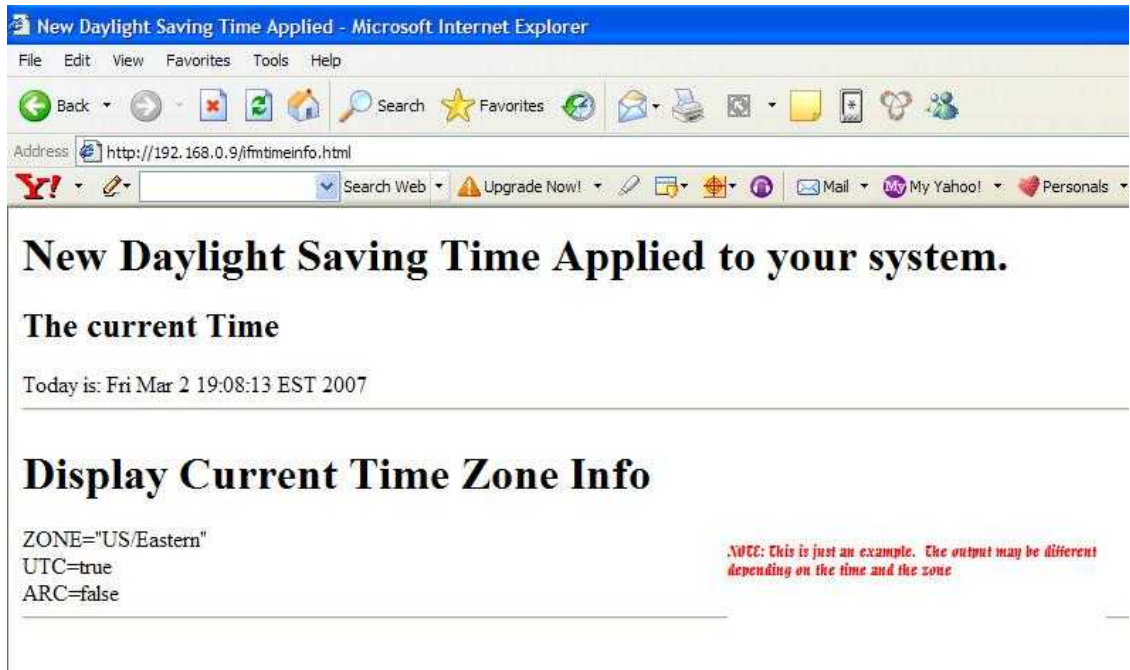 New Daylight Saving Time Applied - Microsoft Internet Explorer
File Edit View Favorites Tools Help
Back Search Favorites
Address http://192.168.0.9/ifmtimeinfo.html
Y! Search Web Upgrade Now! Mail My My Yahoo! Personals
New Daylight Saving Time Applied to your system.
The current Time
Today is: Fri Mar 2 19:08:13 EST 2007
Display Current Time Zone Info
ZONE="US/Eastern"
UTC=true
ARC=false
NOTE: This is just an example. The output may be different
depending on the time and the zone